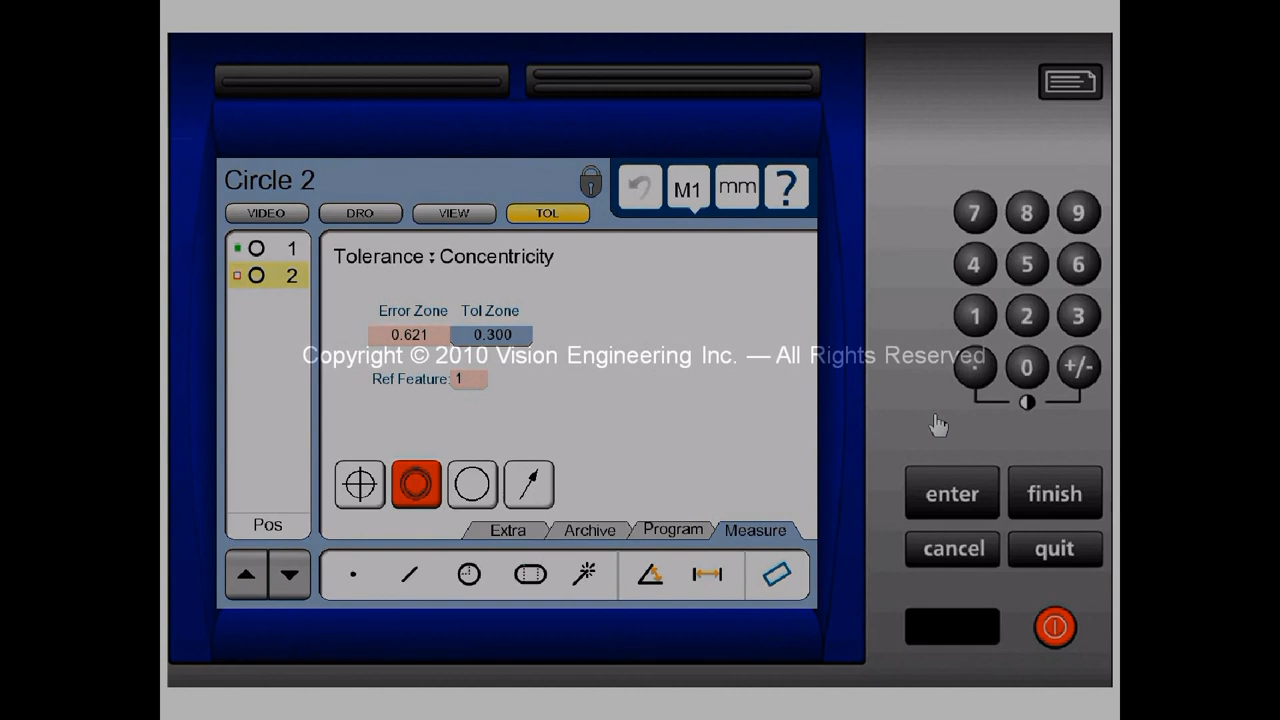 Circle 2
M1
mm
?
VIDEO
DRO
VIEW
TOL
1
2
Tolerance : Concentricity
Error Zone
Tol Zone
0.621
0.300
Copyright © 2010 Vision Engineering Inc. — All Rights Reserved
Ref Feature: 1
Pos
Extra
Archive
Program
Measure
7 8 9
4 5 6
1 2 3
. 0 +/-
enter
finish
cancel
quit